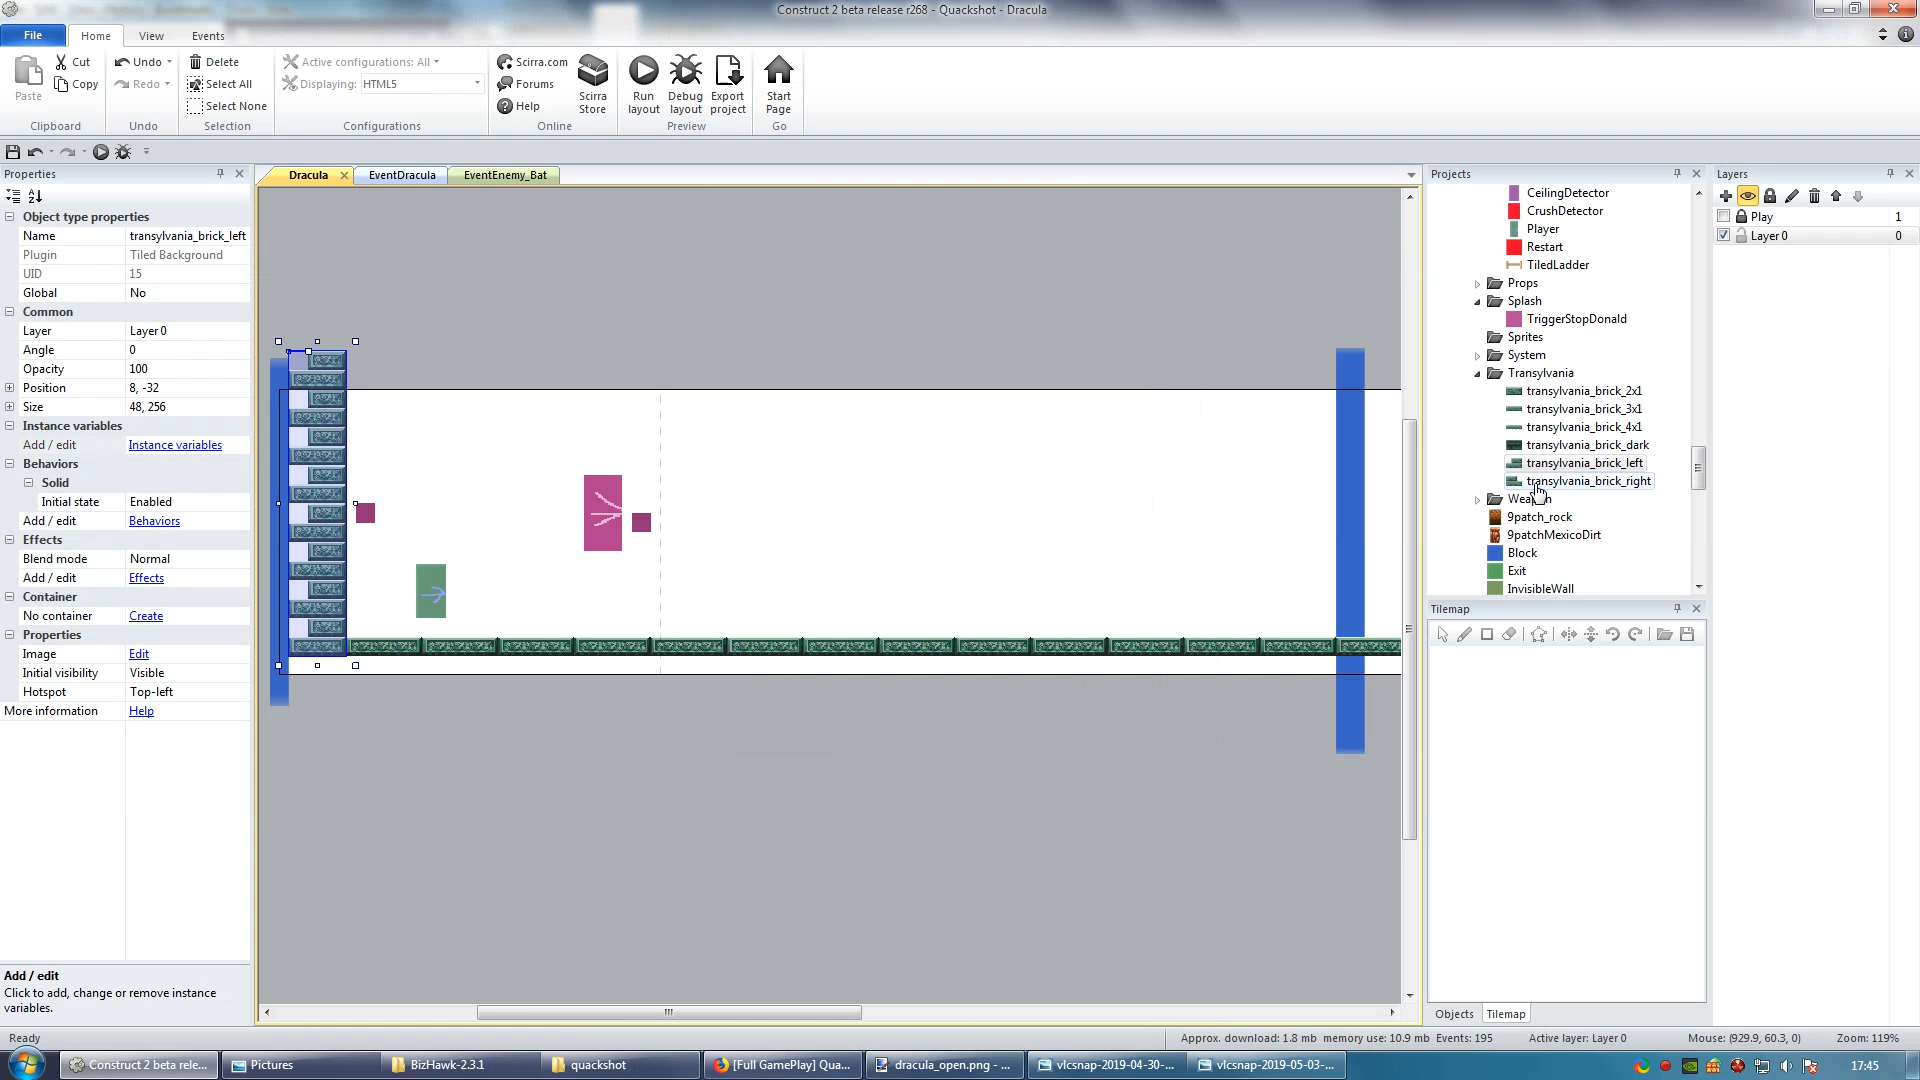 Construct 2 beta release r268 - Quackshot - Dracula
File
Home
View
Events
Paste
Cut
Copy
Clipboard
Undo
Redo
Undo
Delete
Select All
Select None
Selection
Active configurations: All
Displaying: HTML5
Configurations
Scirra.com
Forums
Help
Online
Scirra Store
Run layout
Debug layout
Export project
Preview
Start Page
Go
Properties
Object type properties
Name transylvania_brick_left
Plugin Tiled Background
UID 15
Global No
Common
Layer Layer 0
Angle 0
Opacity 100
Position 8, -32
Size 48, 256
Instance variables
Add / edit Instance variables
Behaviors
Solid
Initial state Enabled
Add / edit Behaviors
Effects
Blend mode Normal
Add / edit Effects
Container
No container Create
Properties
Image Edit
Initial visibility Visible
Hotspot Top-left
More information Help
Add / edit
Click to add, change or remove instance
variables.
Dracula
EventDracula
EventEnemy_Bat
Projects
CeilingDetector
CrushDetector
Player
Restart
TiledLadder
Props
Splash
TriggerStopDonald
Sprites
System
Transylvania
transylvania_brick_2x1
transylvania_brick_3x1
transylvania_brick_4x1
transylvania_brick_dark
transylvania_brick_left
transylvania_brick_right
9patch_rock
9patchMexicoDirt
Block
Exit
InvisibleWall
Tilemap
Objects
Tilemap
Layers
Play 1
Layer 0 0
Ready
Approx. download: 1.8 mb memory use: 10.9 mb Events: 195
Active layer: Layer 0
Mouse: (929.9, 60.3, 0)
Zoom: 119%
Construct 2 beta rele...
Pictures
BizHawk-2.3.1
quackshot
[Full GamePlay] Qua...
dracula_open.png - ...
vlcsnap-2019-04-30-...
vlcsnap-2019-05-03-...
17:45